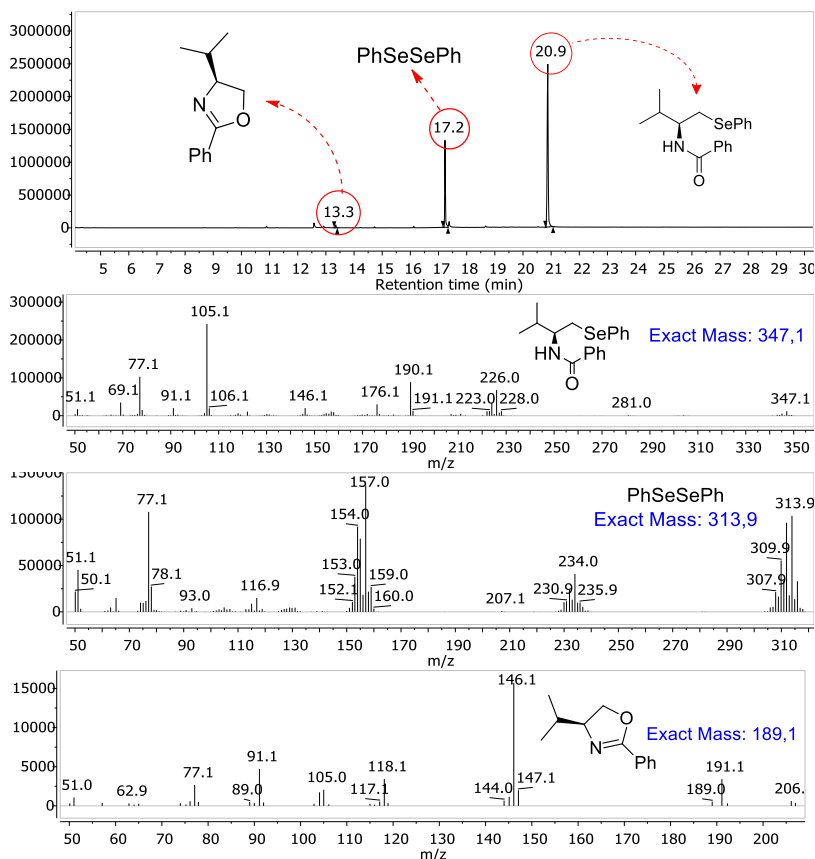 3000000
2500000
2000000
1500000
1000000
500000
0
N
O
Ph
PhSeSePh
13.3
17.2
20.9
SePh
HN
Ph
O
4 5 6 7 8 9 10 11 12 13 14 15 16 17 18 19 20 21 22 23 24 25 26 27 28 29 30
Retention time (min)
300000
200000
100000
0
51.1
69.1
77.1
91.1
105.1
106.1
146.1
176.1
190.1
191.1
223.0
226.0
228.0
281.0
347.1
SePh
HN
Ph
O
Exact Mass: 347,1
50 70 90 110 130 150 170 190 210 230 250 270 290 310 330 350
m/z
150000
100000
50000
0
51.1
50.1
77.1
78.1
93.0
116.9
152.1
153.0
154.0
157.0
159.0
160.0
207.1
230.9
234.0
235.9
307.9
309.9
313.9
PhSeSePh
Exact Mass: 313,9
50 70 90 110 130 150 170 190 210 230 250 270 290 310
m/z
15000
10000
5000
0
51.0
62.9
77.1
89.0
91.1
105.0
117.1
118.1
144.0
146.1
147.1
189.0
191.1
206.
O
N
Ph
Exact Mass: 189,1
50 60 70 80 90 100 110 120 130 140 150 160 170 180 190 200
m/z